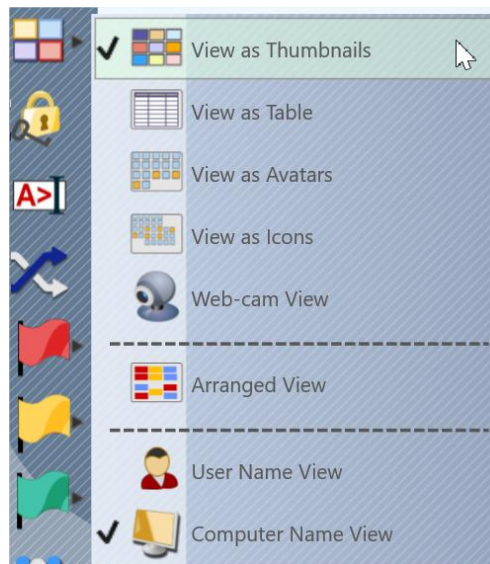 View as Thumbnails
View as Table
A>
View as Avatars
View as Icons
Web-cam View
Arranged View
User Name View
Computer Name View